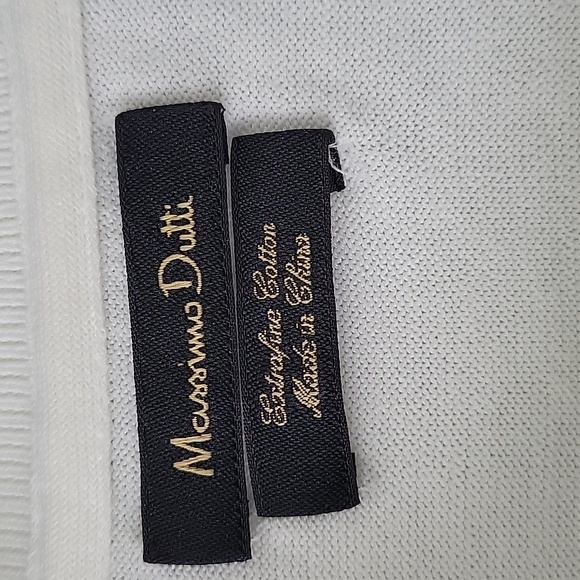 Massimo Dutti
Extrafine Cotton
Made in China